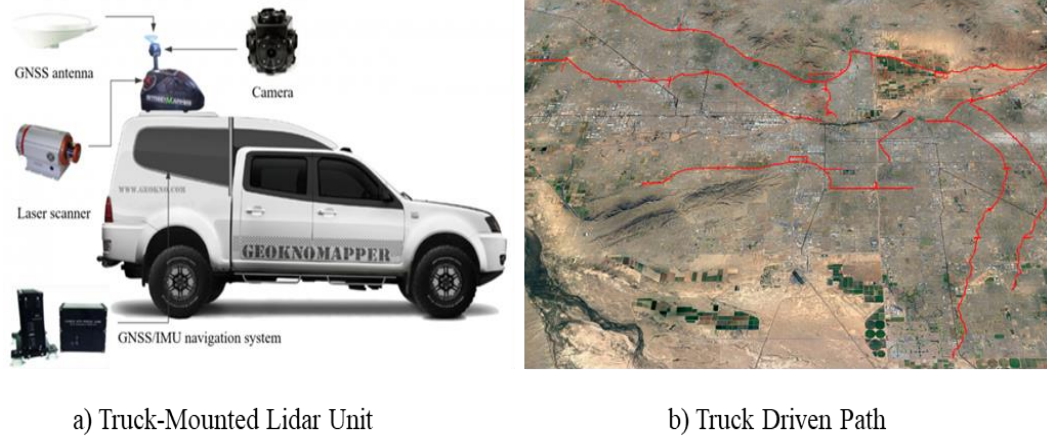 GNSS antenna
Camera
Laser scanner
WWW.GEOKNO.COM
GEOKNOMAPPER
GNSS/IMU navigation system
a) Truck-Mounted Lidar Unit
b) Truck Driven Path